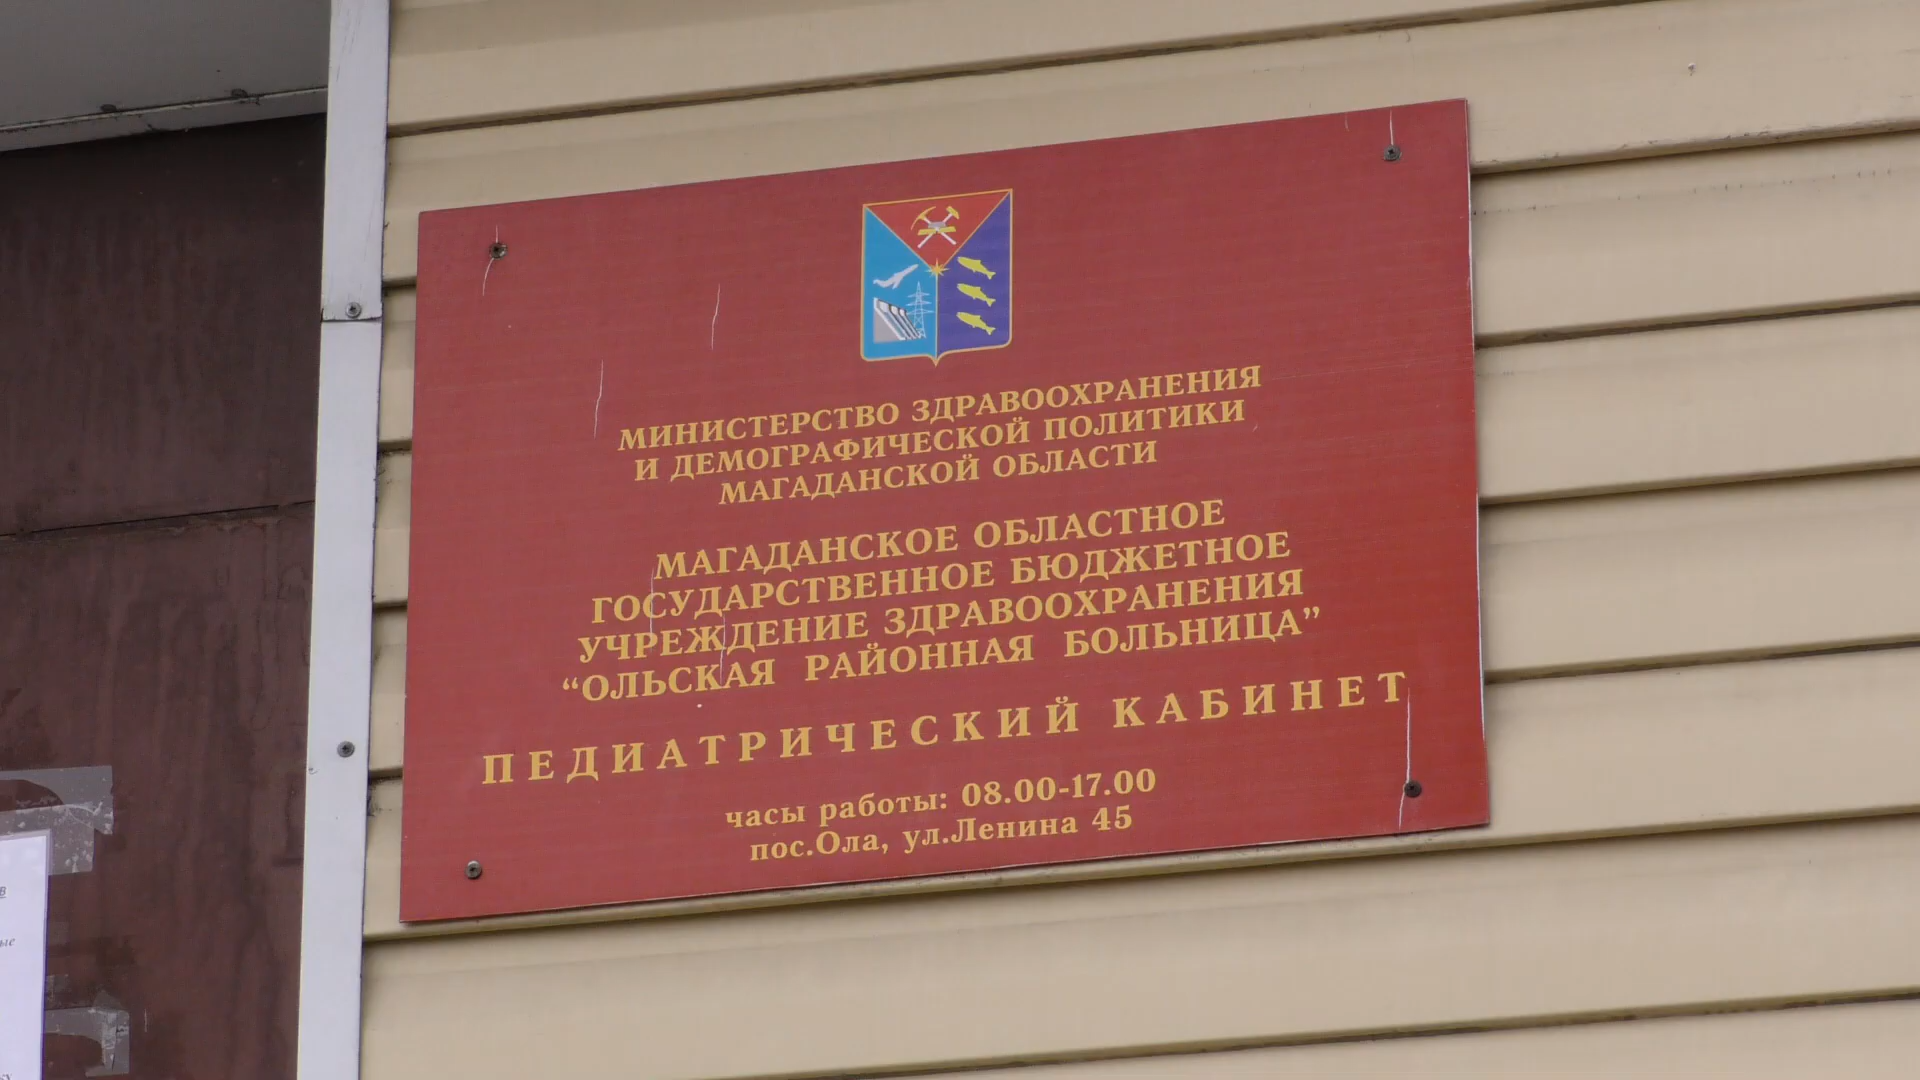 МИНИСТЕРСТВО ЗДРАВООХРАНЕНИЯ
И ДЕМОГРАФИЧЕСКОЙ ПОЛИТИКИ
МАГАДАНСКОЙ ОБЛАСТИ
МАГАДАНСКОЕ ОБЛАСТНОЕ
ГОСУДАРСТВЕННОЕ БЮДЖЕТНОЕ
УЧРЕЖДЕНИЕ ЗДРАВООХРАНЕНИЯ
“ОЛЬСКАЯ РАЙОННАЯ БОЛЬНИЦА”
ПЕДИАТРИЧЕСКИЙ КАБИНЕТ
часы работы: 08.00-17.00
пос.Ола, ул.Ленина 45